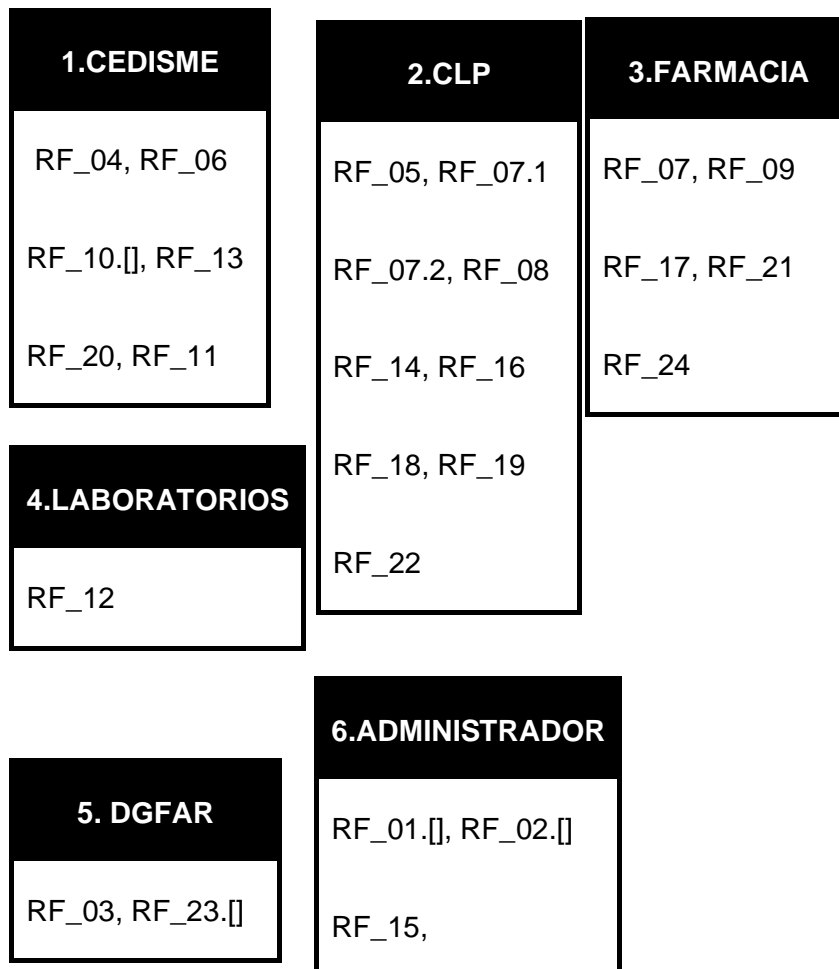 1.CEDISME
RF_04, RF_06
RF_10.[], RF_13
RF_20, RF_11
2.CLP
RF_05, RF_07.1
RF_07.2, RF_08
RF_14, RF_16
RF_18, RF_19
RF_22
3.FARMACIA
RF_07, RF_09
RF_17, RF_21
RF_24
4.LABORATORIOS
RF_12
5. DGFAR
RF_03, RF_23.[]
6.ADMINISTRADOR
RF_01.[], RF_02.[]
RF_15,